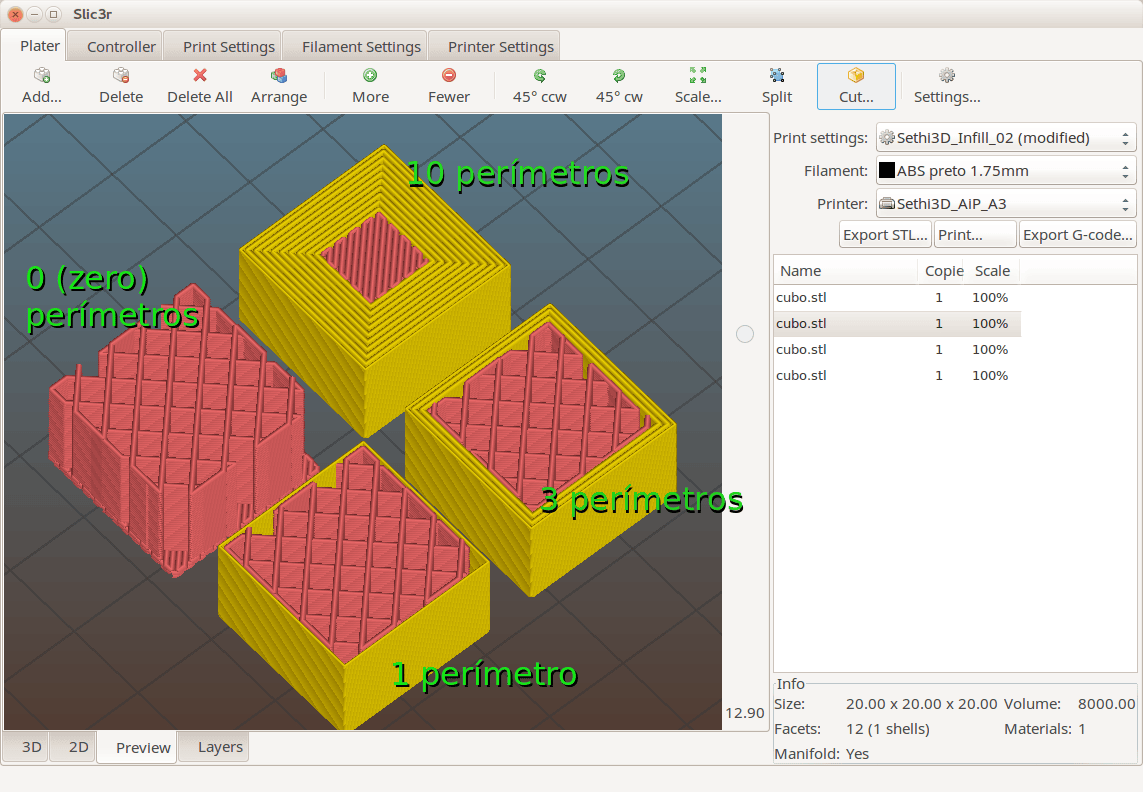 Slic3r
Plater
Controller
Print Settings
Filament Settings
Printer Settings
Add...
Delete
Delete All
Arrange
More
Fewer
45° ccw
45° cw
Scale...
Split
Cut...
Settings...
10 perímetros
0 (zero)
perímetros
3 perímetros
1 perímetro
12.90
3D
2D
Preview
Layers
Print settings: Sethi3D_Infill_02 (modified)
Filament: ABS preto 1.75mm
Printer: Sethi3D_AiP_A3
Export STL...
Print...
Export G-code...
Name Copie Scale
cubo.stl 1 100%
cubo.stl 1 100%
cubo.stl 1 100%
cubo.stl 1 100%
Info
Size: 20.00 x 20.00 x 20.00 Volume: 8000.00
Facets: 12 (1 shells) Materials: 1
Manifold: Yes